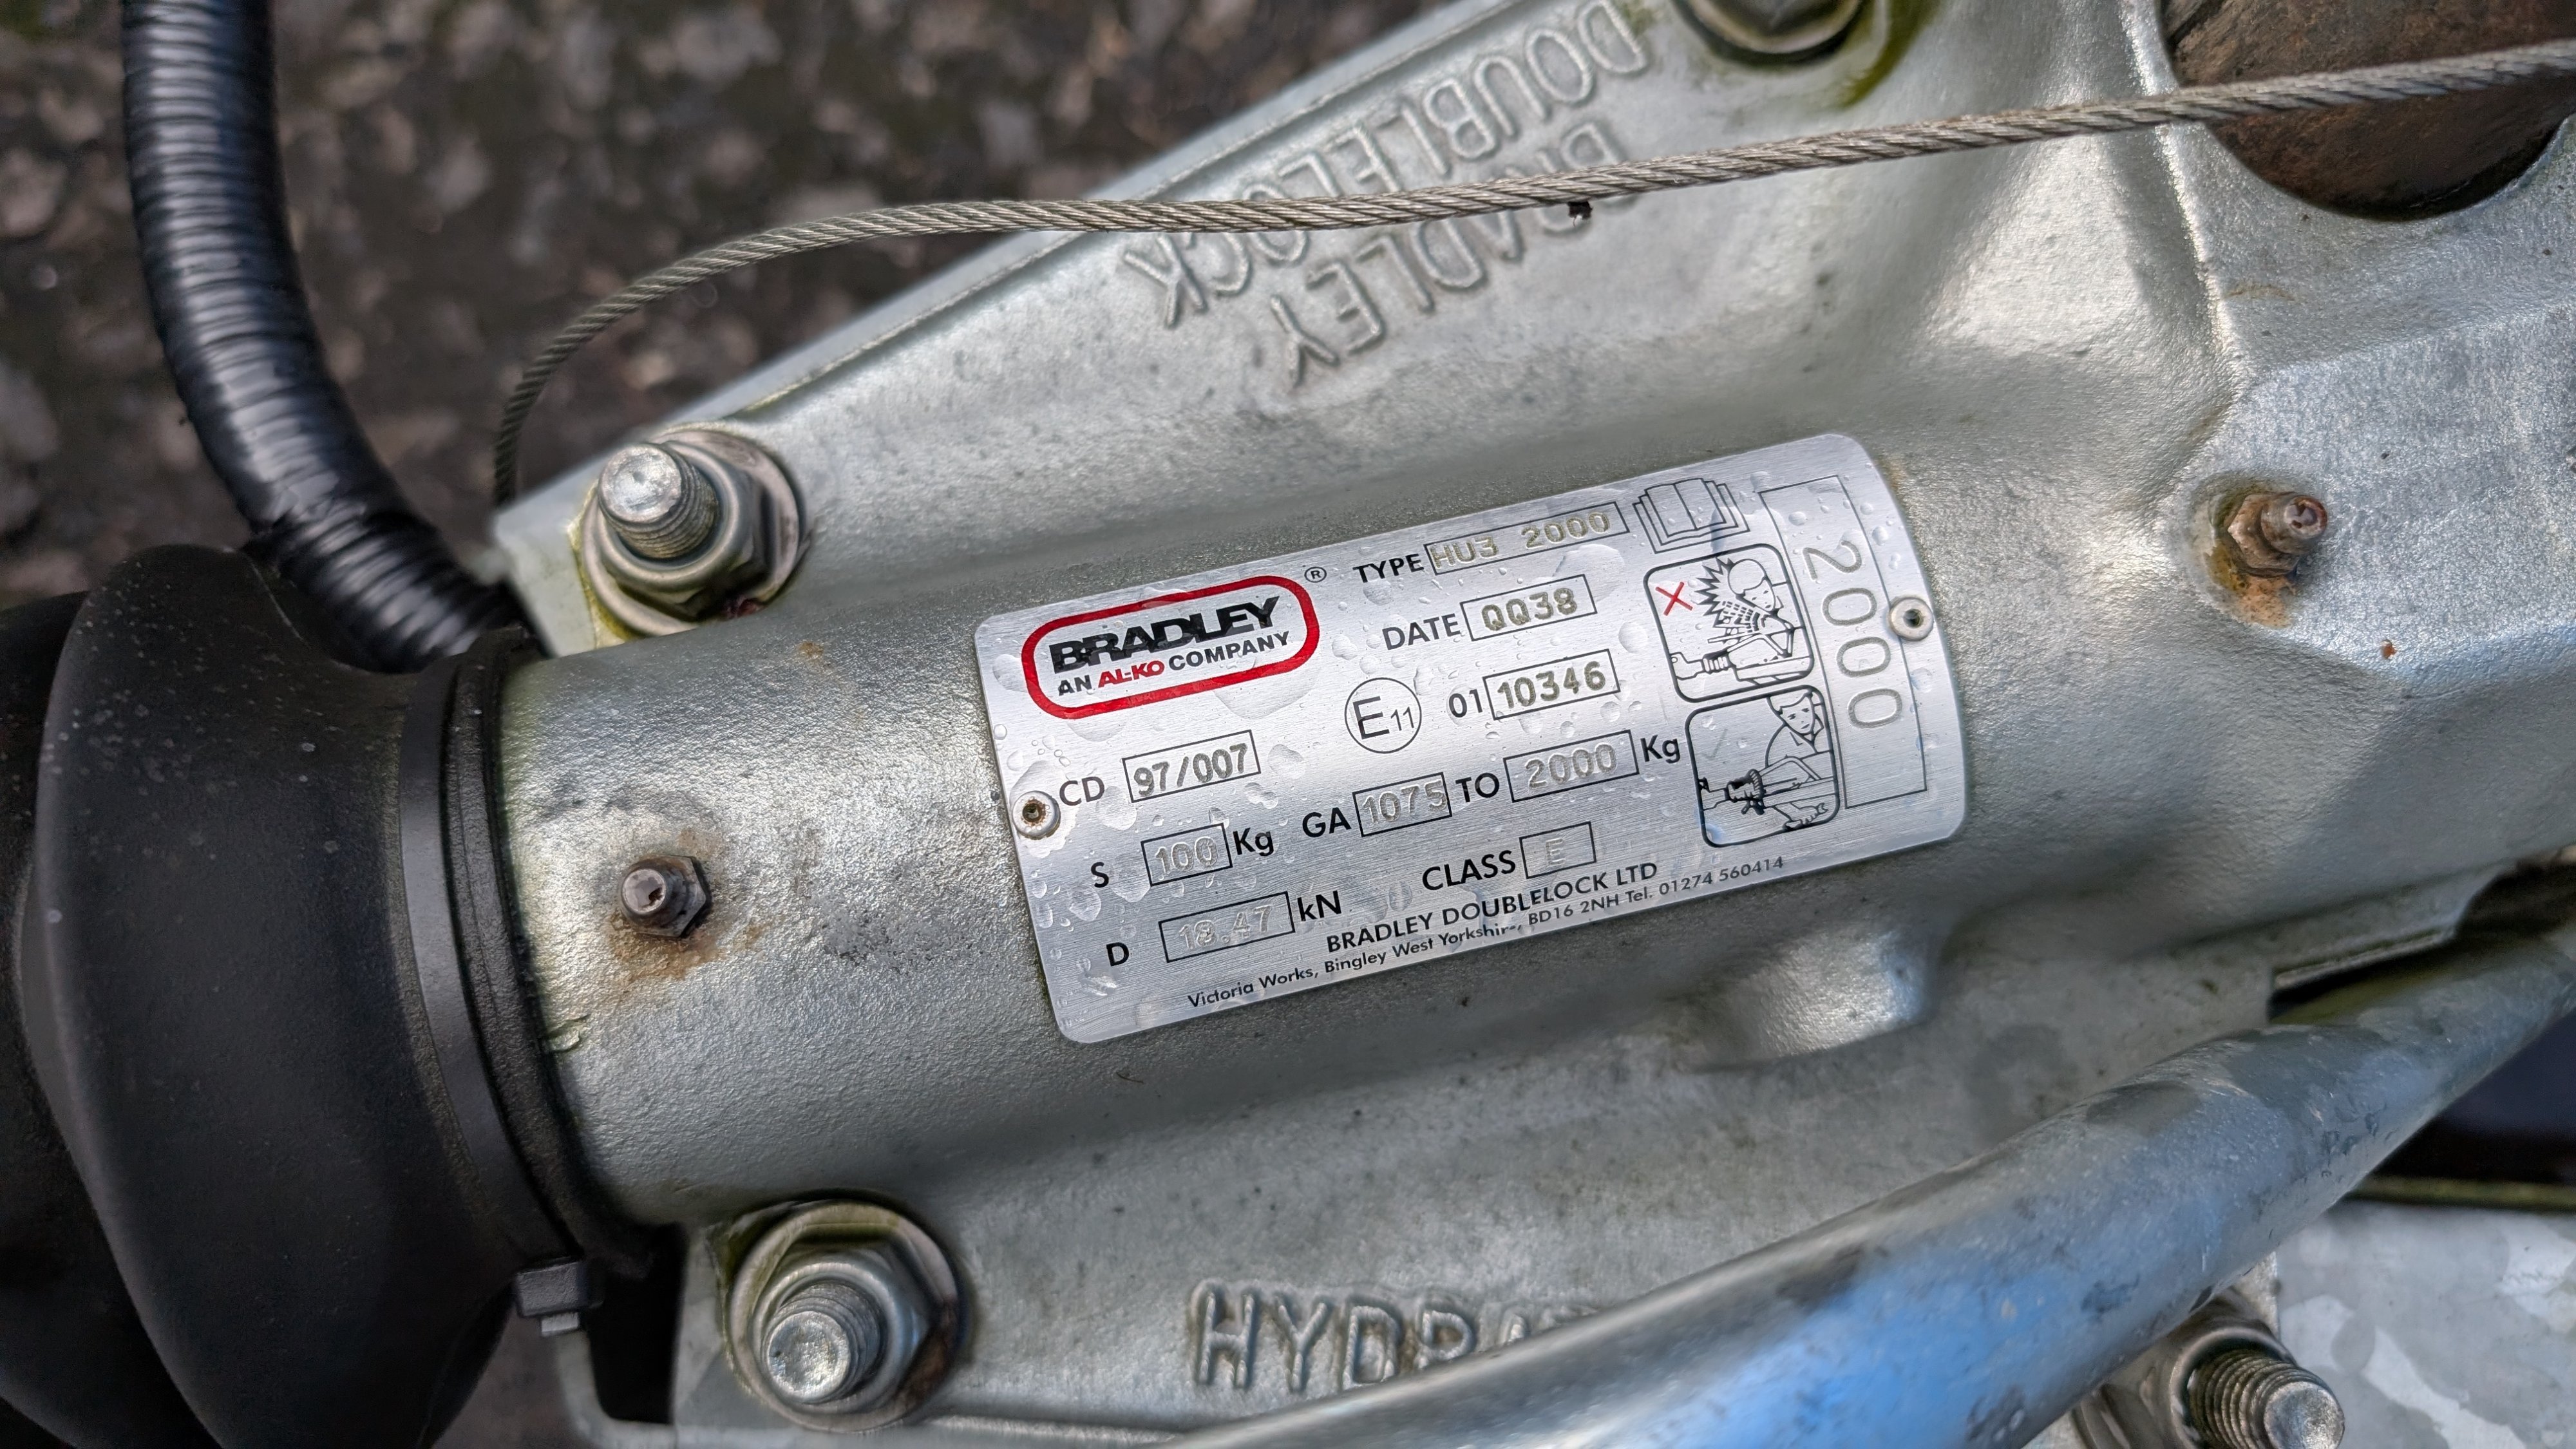 DOUBLELOCK
BRADLEY
BRADLEY ®
AN AL-KO COMPANY
TYPE HU3 2000
DATE QQ38
E11 01 10346
CD 97/007
GA 1075 TO 2000 Kg
S 100 Kg
CLASS E
D 18.47 kN
BRADLEY DOUBLELOCK LTD
Victoria Works, Bingley West Yorkshire, BD16 2NH Tel. 01274 560414
2000